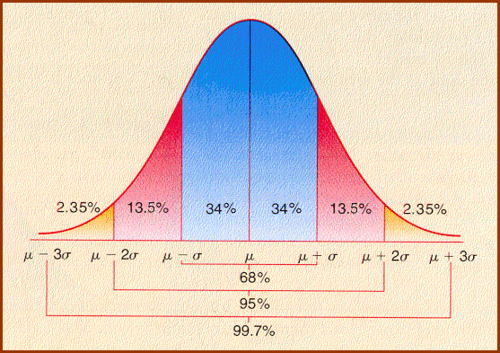 2.35% 13.5% 34% 34% 13.5% 2.35%
μ − 3σ μ − 2σ μ − σ μ μ + σ μ + 2σ μ + 3σ
68%
95%
99.7%